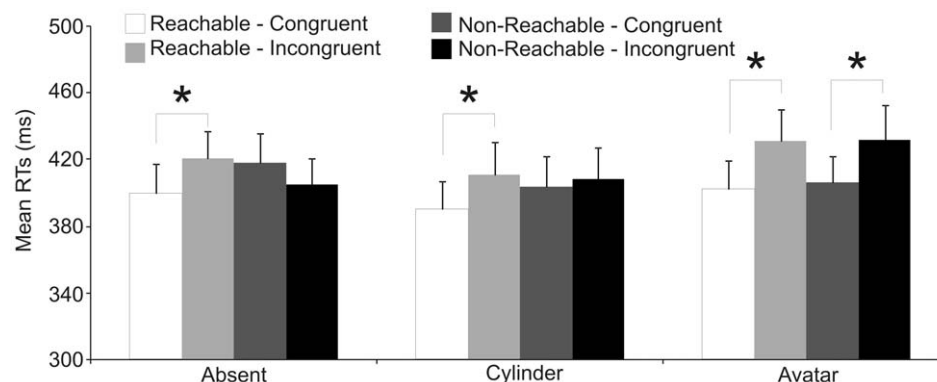 500
Reachable - Congruent
Non-Reachable - Congruent
Reachable - Incongruent
Non-Reachable - Incongruent
*
*
460
*
*
Mean RTs (ms)
420
380
340
300
Absent
Cylinder
Avatar